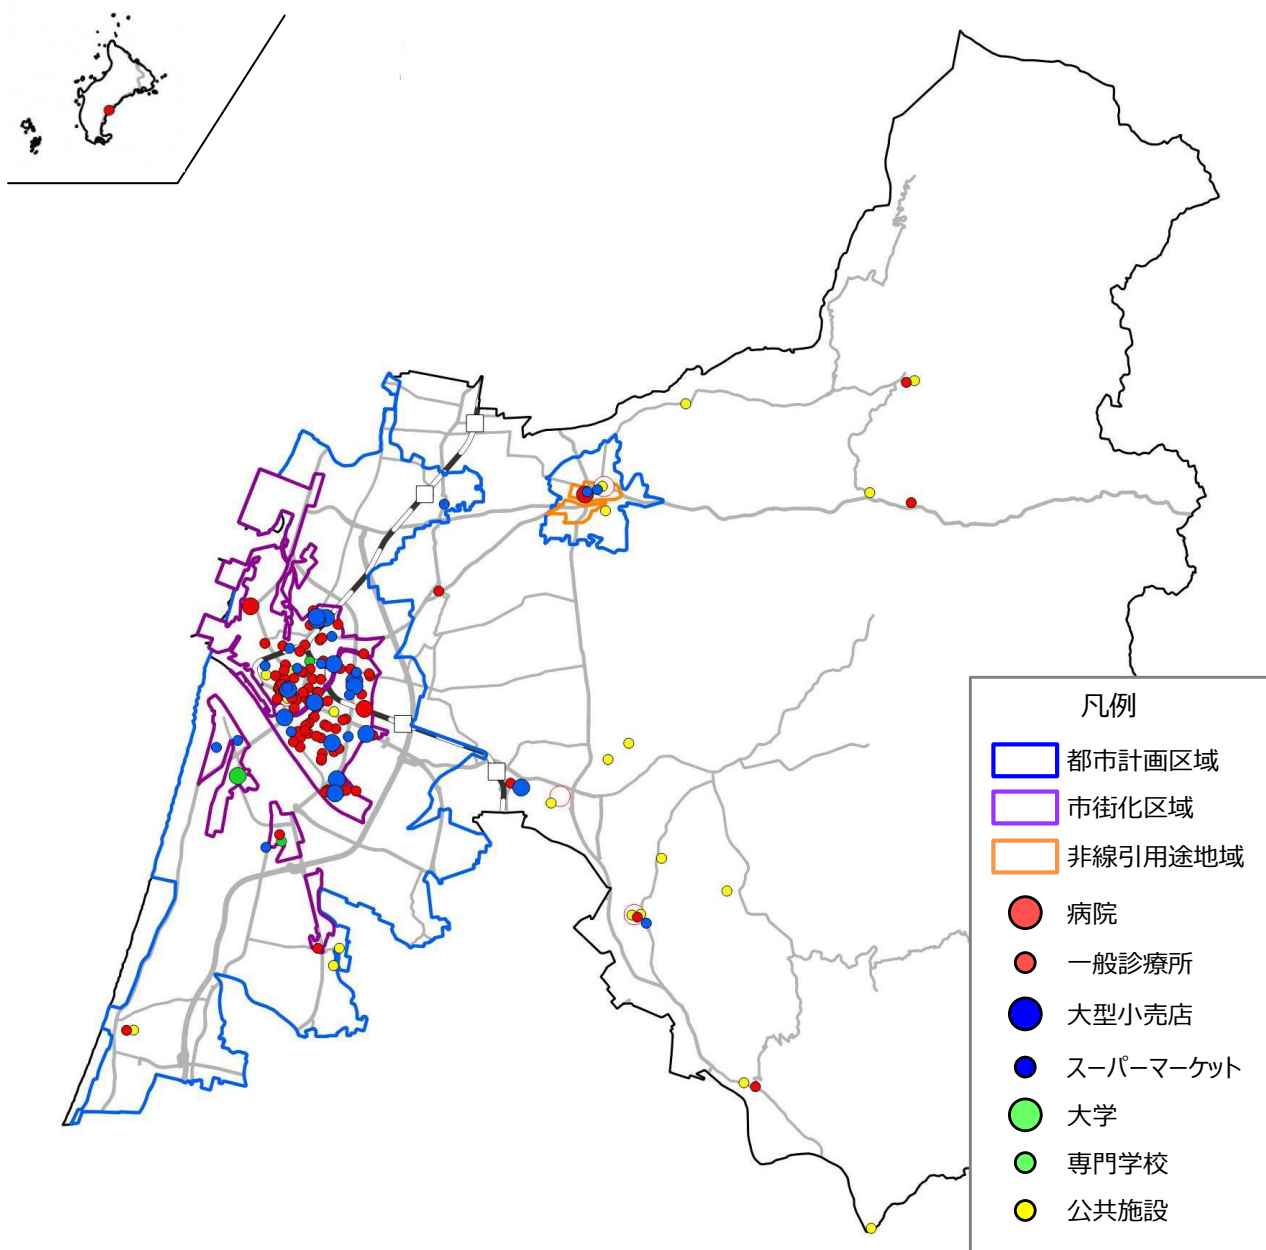 凡例
都市計画区域
市街化区域
非線引用途地域
病院
一般診療所
大型小売店
スーパーマーケット
大学
専門学校
公共施設